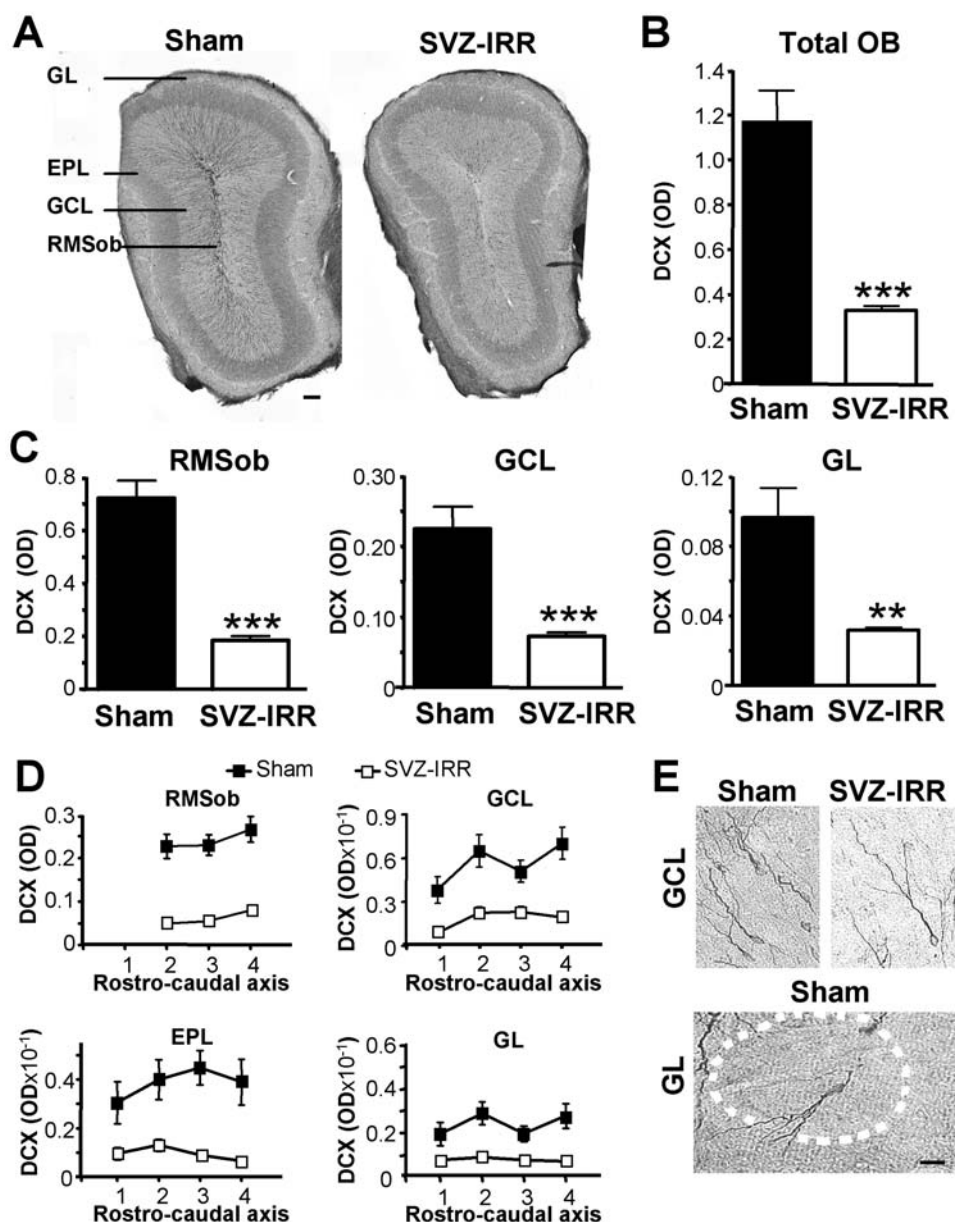 A
Sham
SVZ-IRR
GL
EPL
GCL
RMSob
B
Total OB
DCX (OD)
1.4
1.2
1.0
0.8
0.6
0.4
0.2
0
***
Sham SVZ-IRR
C
RMSob
DCX (OD)
0.8
0.6
0.4
0.2
0
***
Sham SVZ-IRR
GCL
DCX (OD)
0.20
0.10
0.00
***
Sham SVZ-IRR
GL
DCX (OD)
0.12
0.08
0.04
0
**
Sham SVZ-IRR
D
Sham SVZ-IRR
RMSob
DCX (OD)
0.3
0.2
0.1
0
1 2 3 4
Rostro-caudal axis
GCL
DCX (ODx10-1)
0.9
0.6
0.3
0
1 2 3 4
Rostro-caudal axis
EPL
DCX (ODx10-1)
0.4
0.2
0
1 2 3 4
Rostro-caudal axis
GL
DCX (ODx10-1)
0.6
0.4
0.2
0
1 2 3 4
Rostro-caudal axis
E
Sham SVZ-IRR
GCL
Sham
GL